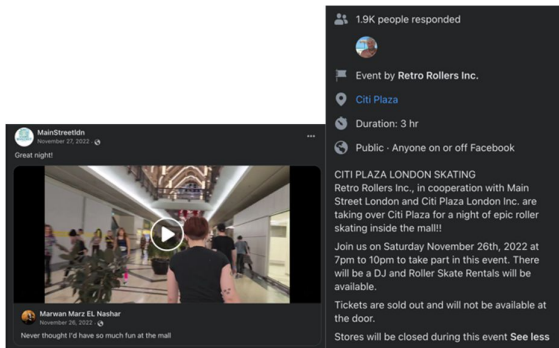 MainStreetldn
November 27, 2022 ·
Great night!
Marwan Marz EL Nashar
November 26, 2022 ·
Never thought I'd have so much fun at the mall
1.9K people responded
Event by Retro Rollers Inc.
Citi Plaza
Duration: 3 hr
Public · Anyone on or off Facebook
CITI PLAZA LONDON SKATING
Retro Rollers Inc., in cooperation with Main
Street London and Citi Plaza London Inc. are
taking over Citi Plaza for a night of epic roller
skating inside the mall!!
Join us on Saturday November 26th, 2022 at
7pm to 10pm to take part in this event. There
will be a DJ and Roller Skate Rentals will be
available.
Tickets are sold out and will not be available at
the door.
Stores will be closed during this event See less